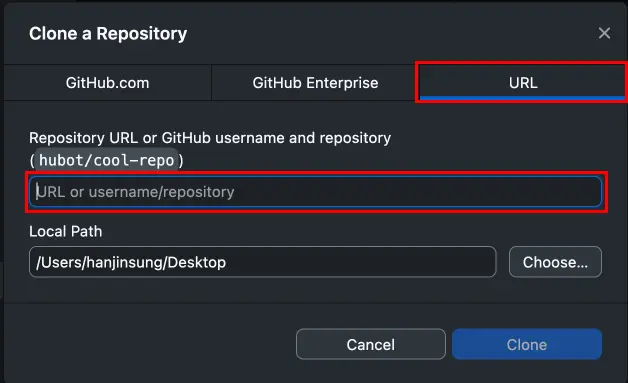 Clone a Repository
GitHub.com
GitHub Enterprise
URL
Repository URL or GitHub username and repository
(hubot/cool-repo)
URL or username/repository
Local Path
/Users/hanjinsung/Desktop
Choose...
Cancel
Clone